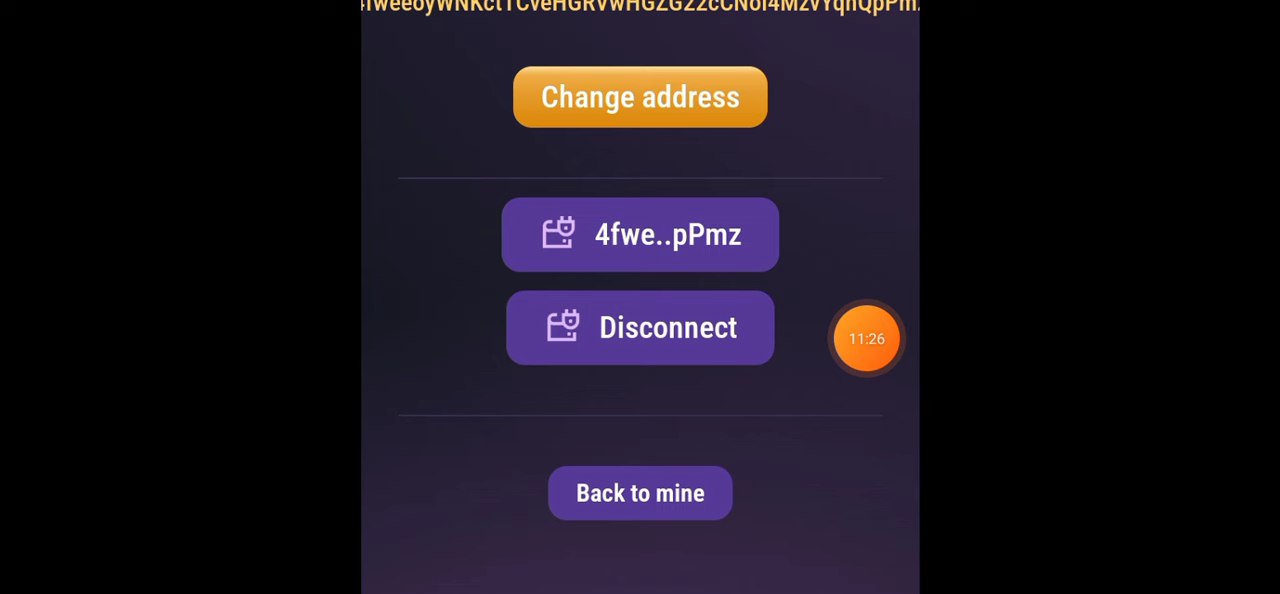 Change address
4fwe..pPmz
Disconnect
11:26
Back to mine